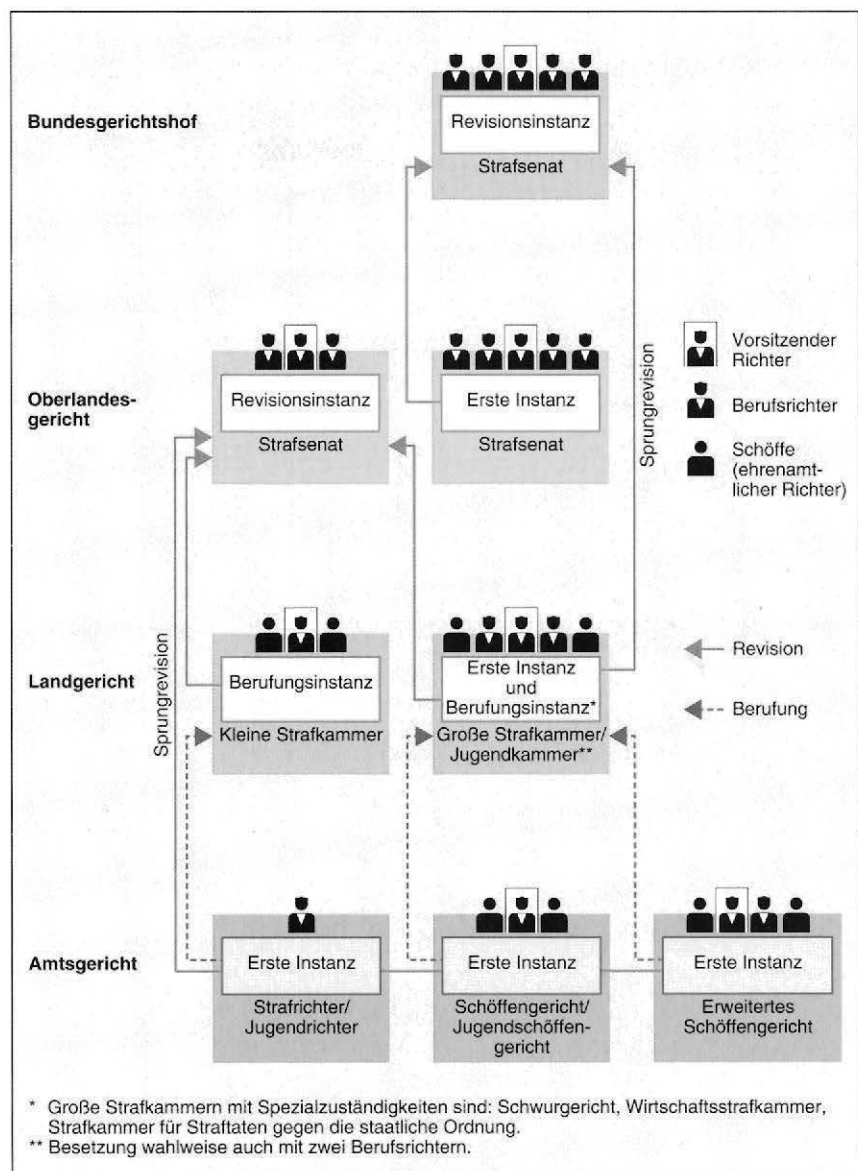 Bundesgerichtshof
Revisionsinstanz
Strafsenat
Oberlandes-
gericht
Revisionsinstanz
Strafsenat
Erste Instanz
Strafsenat
Sprungrevision
Vorsitzender
Richter
Berufsrichter
Schöffe
(ehrenamt-
licher Richter)
Landgericht
Sprungrevision
Berufungsinstanz
Kleine Strafkammer
Erste Instanz
und
Berufungsinstanz*
Große Strafkammer/
Jugendkammer**
Revision
Berufung
Amtsgericht
Erste Instanz
Strafrichter/
Jugendrichter
Erste Instanz
Schöffengericht/
Jugendschöffen-
gericht
Erste Instanz
Erweitertes
Schöffengericht
* Große Strafkammern mit Spezialzuständigkeiten sind: Schwurgericht, Wirtschaftsstrafkammer,
Strafkammer für Straftaten gegen die staatliche Ordnung.
** Besetzung wahlweise auch mit zwei Berufsrichtern.